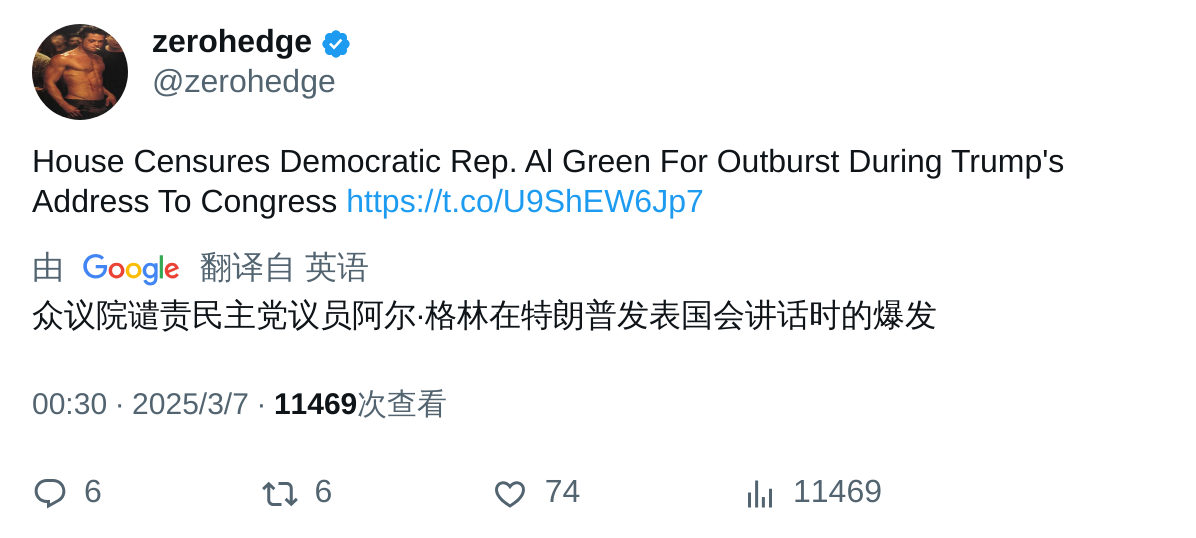 zerohedge
@zerohedge
House Censures Democratic Rep. Al Green For Outburst During Trump's
Address To Congress https://t.co/U9ShEW6Jp7
由 Google 翻译自 英语
众议院谴责民主党议员阿尔·格林在特朗普发表国会讲话时的爆发
00:30 · 2025/3/7 · 11469次查看
6 6 74 11469